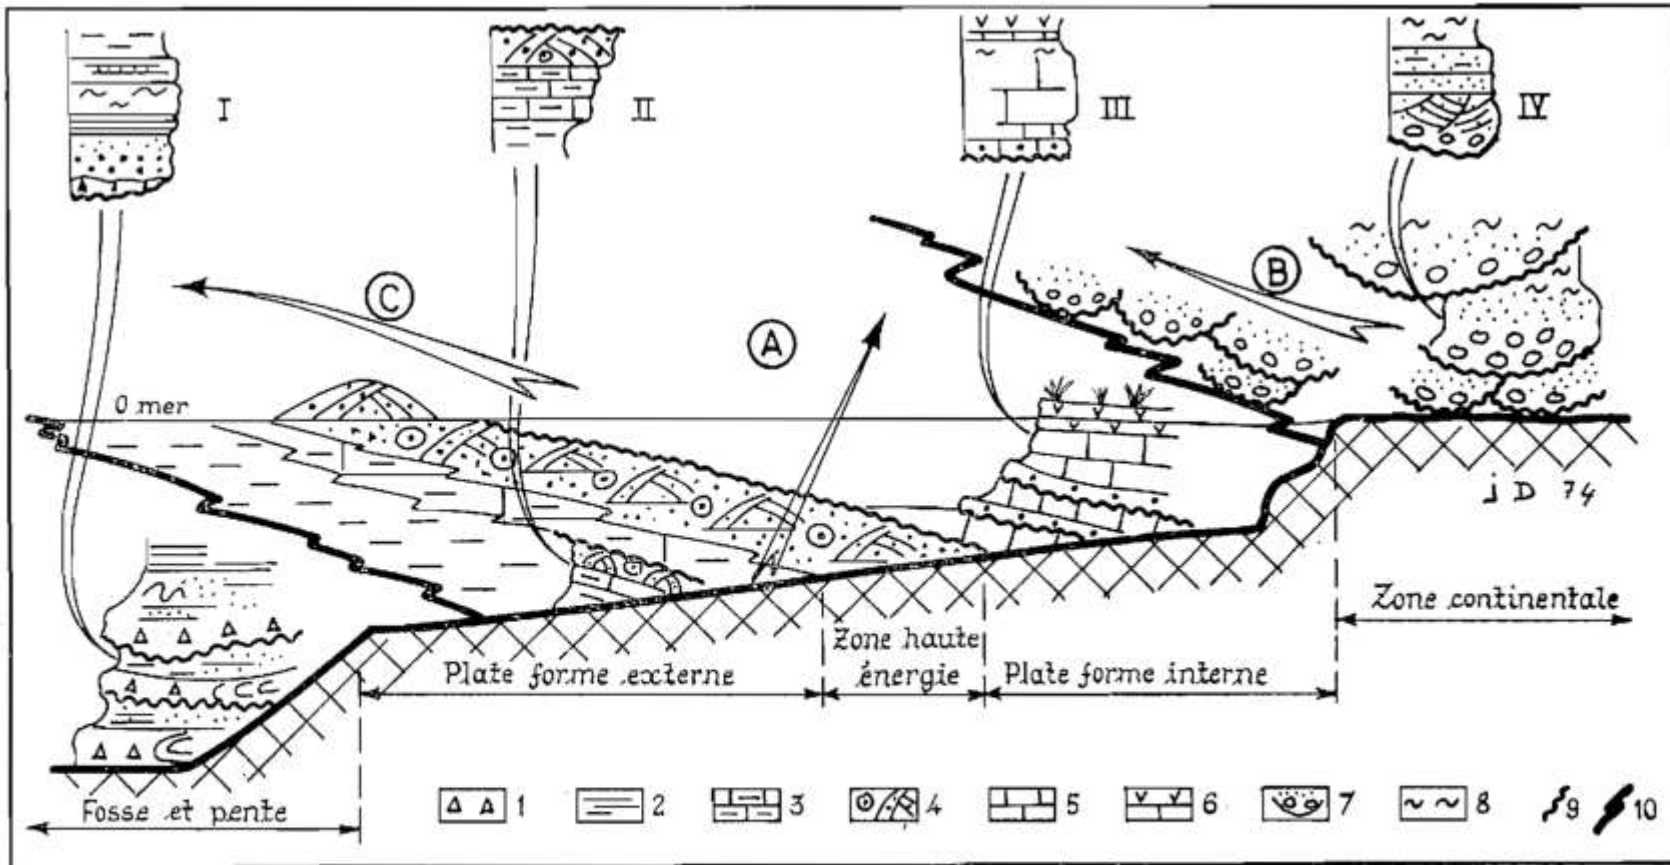 I
II
III
IV
C
A
B
0 mer
j D 74
Zone continentale
Zone haute
énergie
Plate forme externe
Plate forme interne
Fosse et pente
1 2 3 4 5 6 7 8 9 10